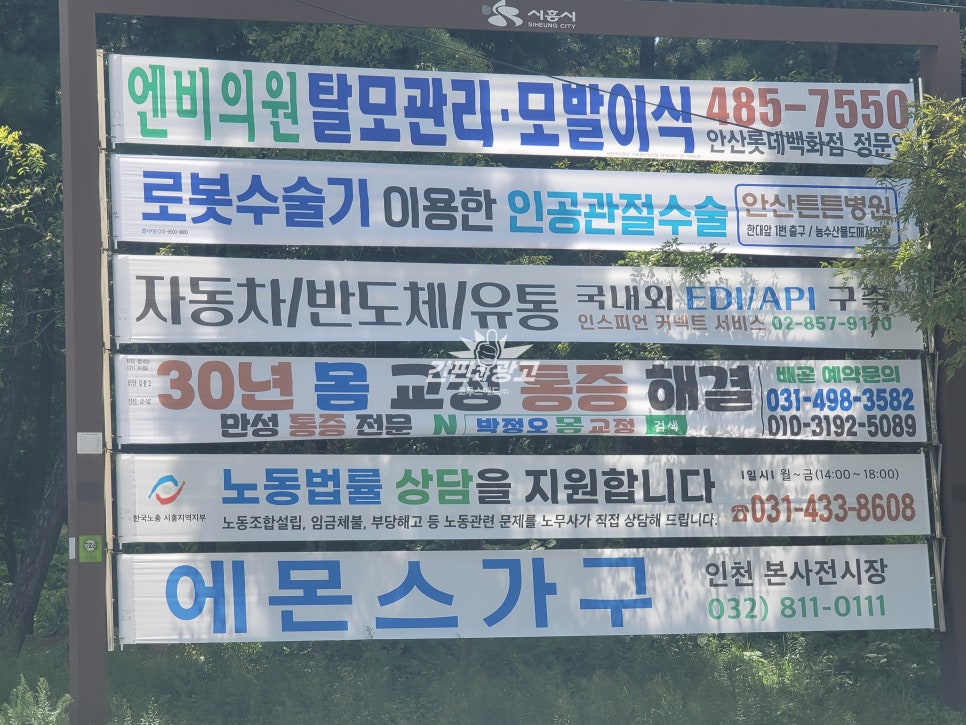 시흥시
SIHEUNG CITY
엔비의원 탈모관리·모발이식 485-7550
안산롯데백화점 정문
로봇수술기 이용한 인공관절수술 안산튼튼병원
한대앞 1번 출구 /
자동차/반도체/유통 국내외 EDI/API 구축
인스피언 커넥트 서비스 02-857-9170
간판 광고
30년 몸 교정 통증 해결 배곧 예약문의
031-498-3582
만성 통증 전문 N 박정오 몸 교정 검색 010-3192-5089
노동법률 상담을 지원합니다 일시 월~금(14:00~18:00)
한국노총 시흥지역지부
노동조합설립, 임금체불, 부당해고 등 노동관련 문제를 노무사가 직접 상담해 드립니다. ☎031-433-8608
에몬스가구 인천 본사전시장
032) 811-0111